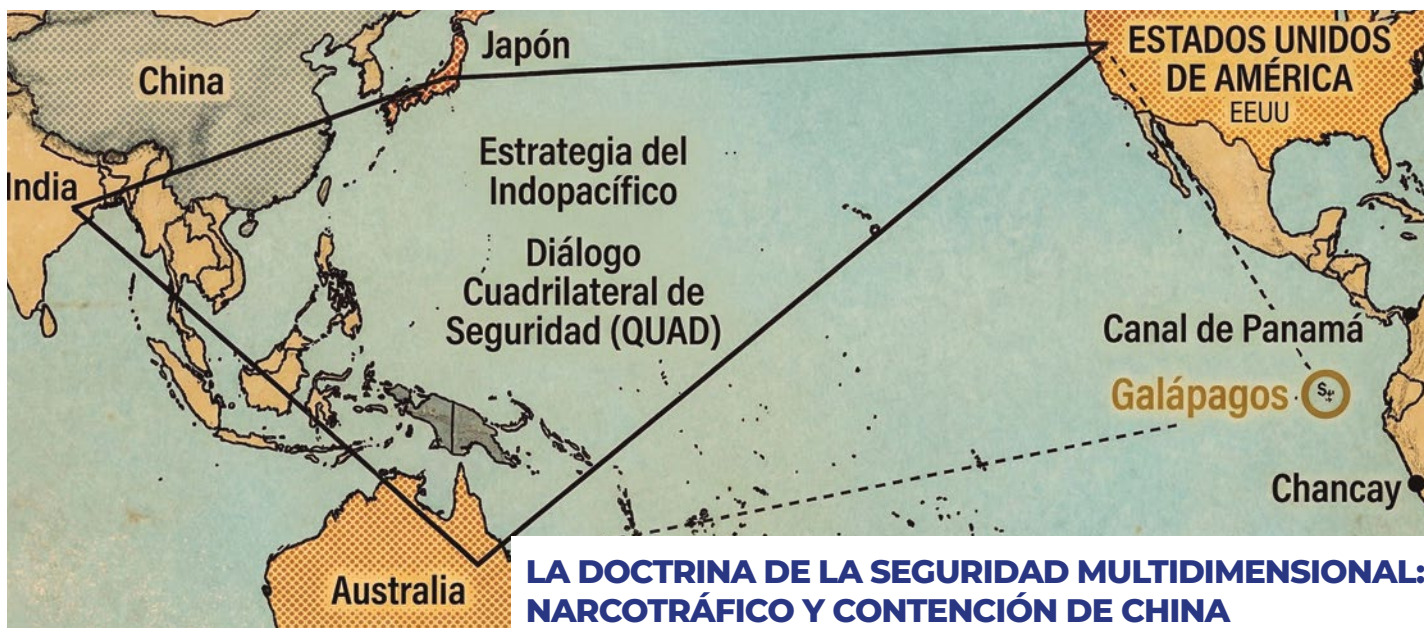 Japón
China
ESTADOS UNIDOS
DE AMÉRICA
EEUU
Estrategia del
Indopacífico
India
Diálogo
Cuadrilateral de
Seguridad (QUAD)
Canal de Panamá
Galápagos
Chancay
Australia
LA DOCTRINA DE LA SEGURIDAD MULTIDIMENSIONAL:
NARCOTRÁFICO Y CONTENCIÓN DE CHINA